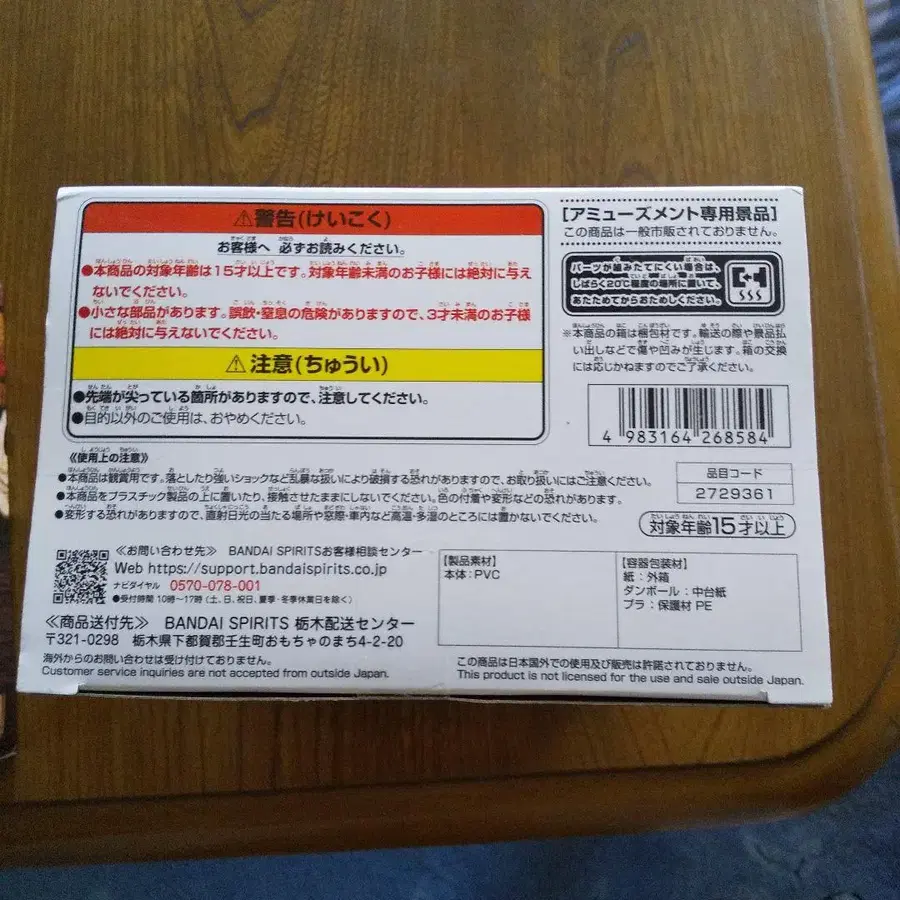 ⚠警告(けいこく)
お客様へ 必ずお読みください。
●本商品の対象年齢は15才以上です。対象年齢未満のお子様には絶対に与え
ないでください。
●小さな部品があります。誤飲・窒息の危険がありますので、3才未満のお子様
には絶対に与えないでください。
⚠注意(ちゅうい)
●先端が尖っている箇所がありますので、注意してください。
●目的以外のご使用は、おやめください。
[アミューズメント専用景品]
この商品は一般市販されておりません。
パーツが組みたてにくい場合は、
しばらく20℃程度の場所に置いて、
あたためてからおためしください。
※本商品の箱は梱包材です。輸送の際や景品払
い出しなどで傷や凹みが生じます。箱の交換
には応じかねますのでご了承ください。
4 983164 268584
《使用上の注意》
●本商品は観賞用です。落としたり強いショックなど乱暴な扱いにより破損する恐れがありますので、お取り扱いにはご注意ください。
●本商品をプラスチック製品の上に置いたり、接触させたままにしないでください。色の付着や変形などの恐れがあります。
●変形する恐れがありますので、直射日光の当たる場所や窓際・車内など高温・多湿のところには置かないでください。
品目コード
2729361
対象年齢15才以上
≪お問い合わせ先≫ BANDAI SPIRITSお客様相談センター
Web https://support.bandaispirits.co.jp
ナビダイヤル 0570-078-001
●受付時間 10時～17時(土、日、祝日、夏季・冬季休業日を除く)
≪商品送付先≫ BANDAI SPIRITS 栃木配送センター
〒321-0298 栃木県下都賀郡壬生町おもちゃのまち4-2-20
【製品素材】
本体:PVC
【容器包装材】
紙:外箱
ダンボール:中台紙
プラ:保護材 PE
海外からのお問い合わせは受け付けておりません。
Customer service inquiries are not accepted from outside Japan.
この商品は日本国外での使用及び販売は許諾されておりません。
This product is not licensed for the use and sale outside Japan.